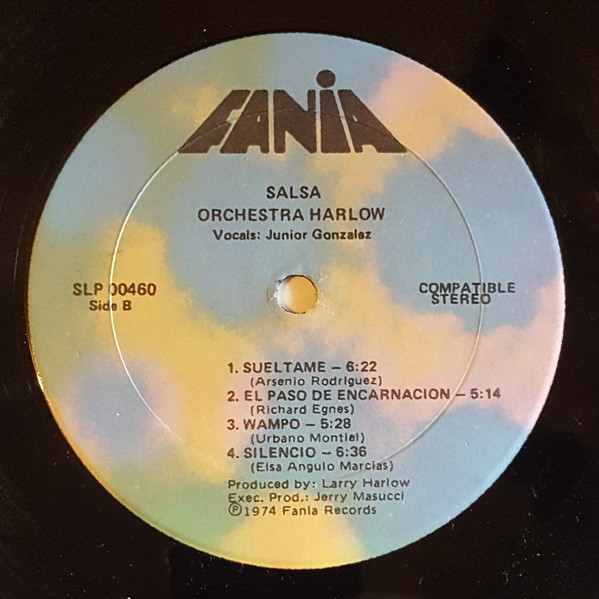 FANIA
SALSA
ORCHESTRA HARLOW
Vocals: Junior Gonzalez
SLP 00460
Side B
COMPATIBLE
STEREO
1. SUELTAME – 6:22
(Arsenio Rodriguez)
2. EL PASO DE ENCARNACION – 5:14
(Richard Egnes)
3. WAMPO – 5:28
(Urbano Montiel)
4. SILENCIO – 6:36
(Elsa Angulo Marcias)
Produced by: Larry Harlow
Exec. Prod.: Jerry Masucci
℗1974 Fania Records